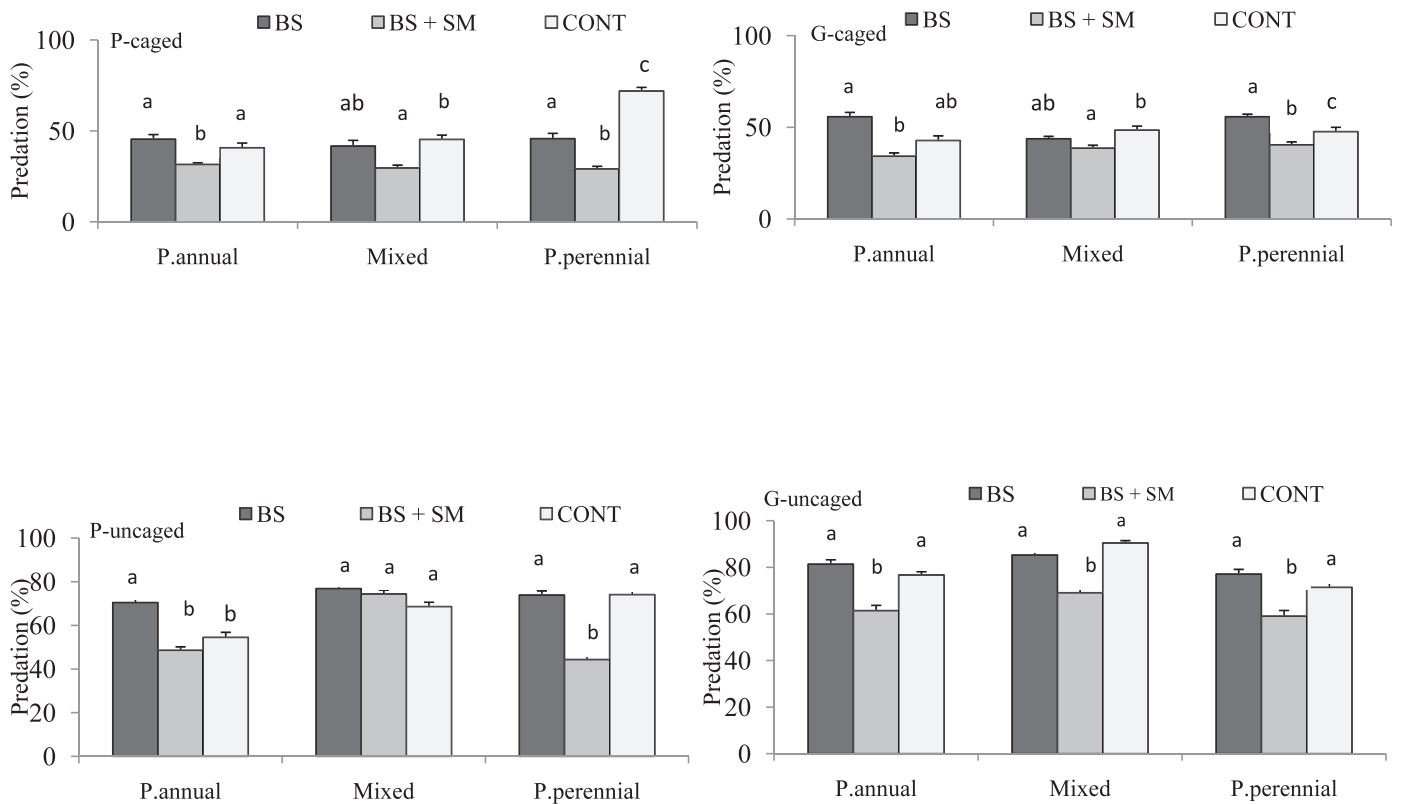 BS BS + SM CONT
P-caged
Predation (%)
100
50
0
a b a ab a b a b c
P.annual Mixed P.perennial
BS BS + SM CONT
G-caged
Predation (%)
100
50
0
a b ab ab a b a b c
P.annual Mixed P.perennial
BS BS + SM CONT
P-uncaged
Predation (%)
100
80
60
40
20
0
a b b a a a a b a
P.annual Mixed P.perennial
BS BS + SM CONT
G-uncaged
Predation (%)
100
80
60
40
20
0
a b a a b a a b a
P.annual Mixed P.perennial